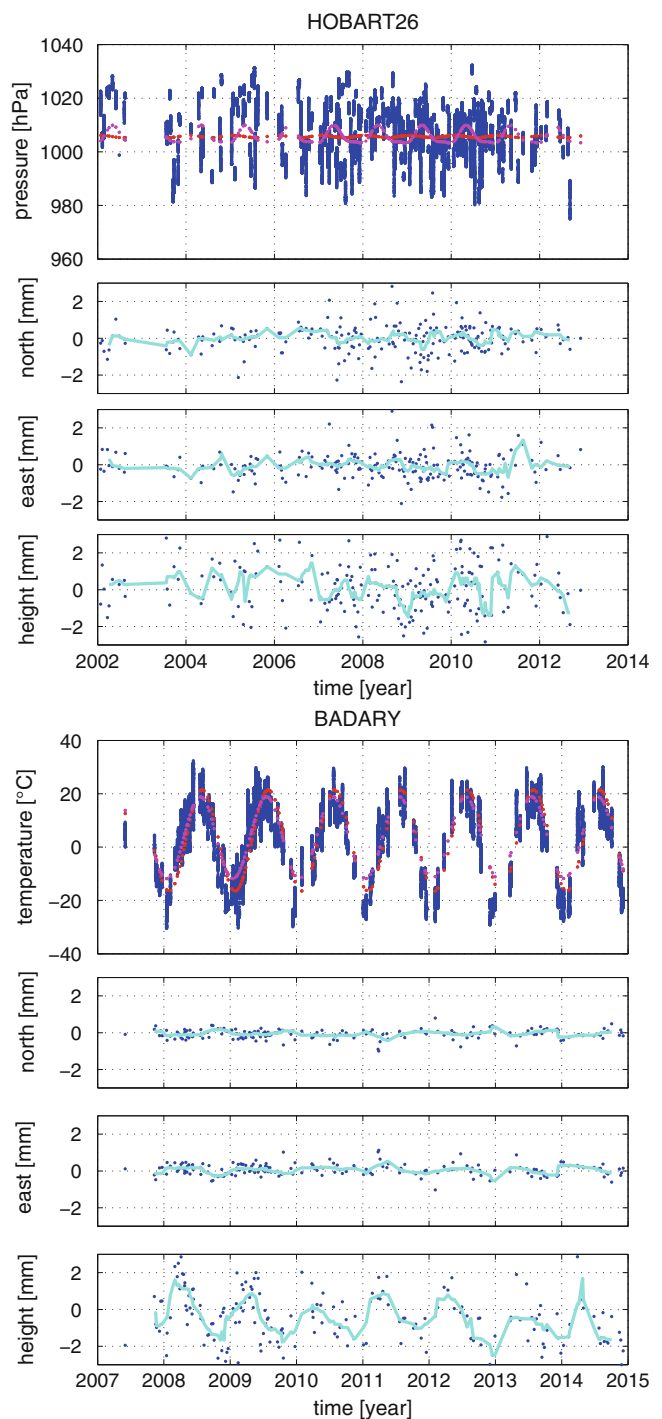 HOBART26
1040
1020
1000
980
960
pressure [hPa]
2
0
−2
north [mm]
2
0
−2
east [mm]
2
0
−2
height [mm]
2002 2004 2006 2008 2010 2012 2014
time [year]
BADARY
40
20
0
−20
−40
temperature [°C]
2
0
−2
north [mm]
2
0
−2
east [mm]
2
0
−2
height [mm]
2007 2008 2009 2010 2011 2012 2013 2014 2015
time [year]